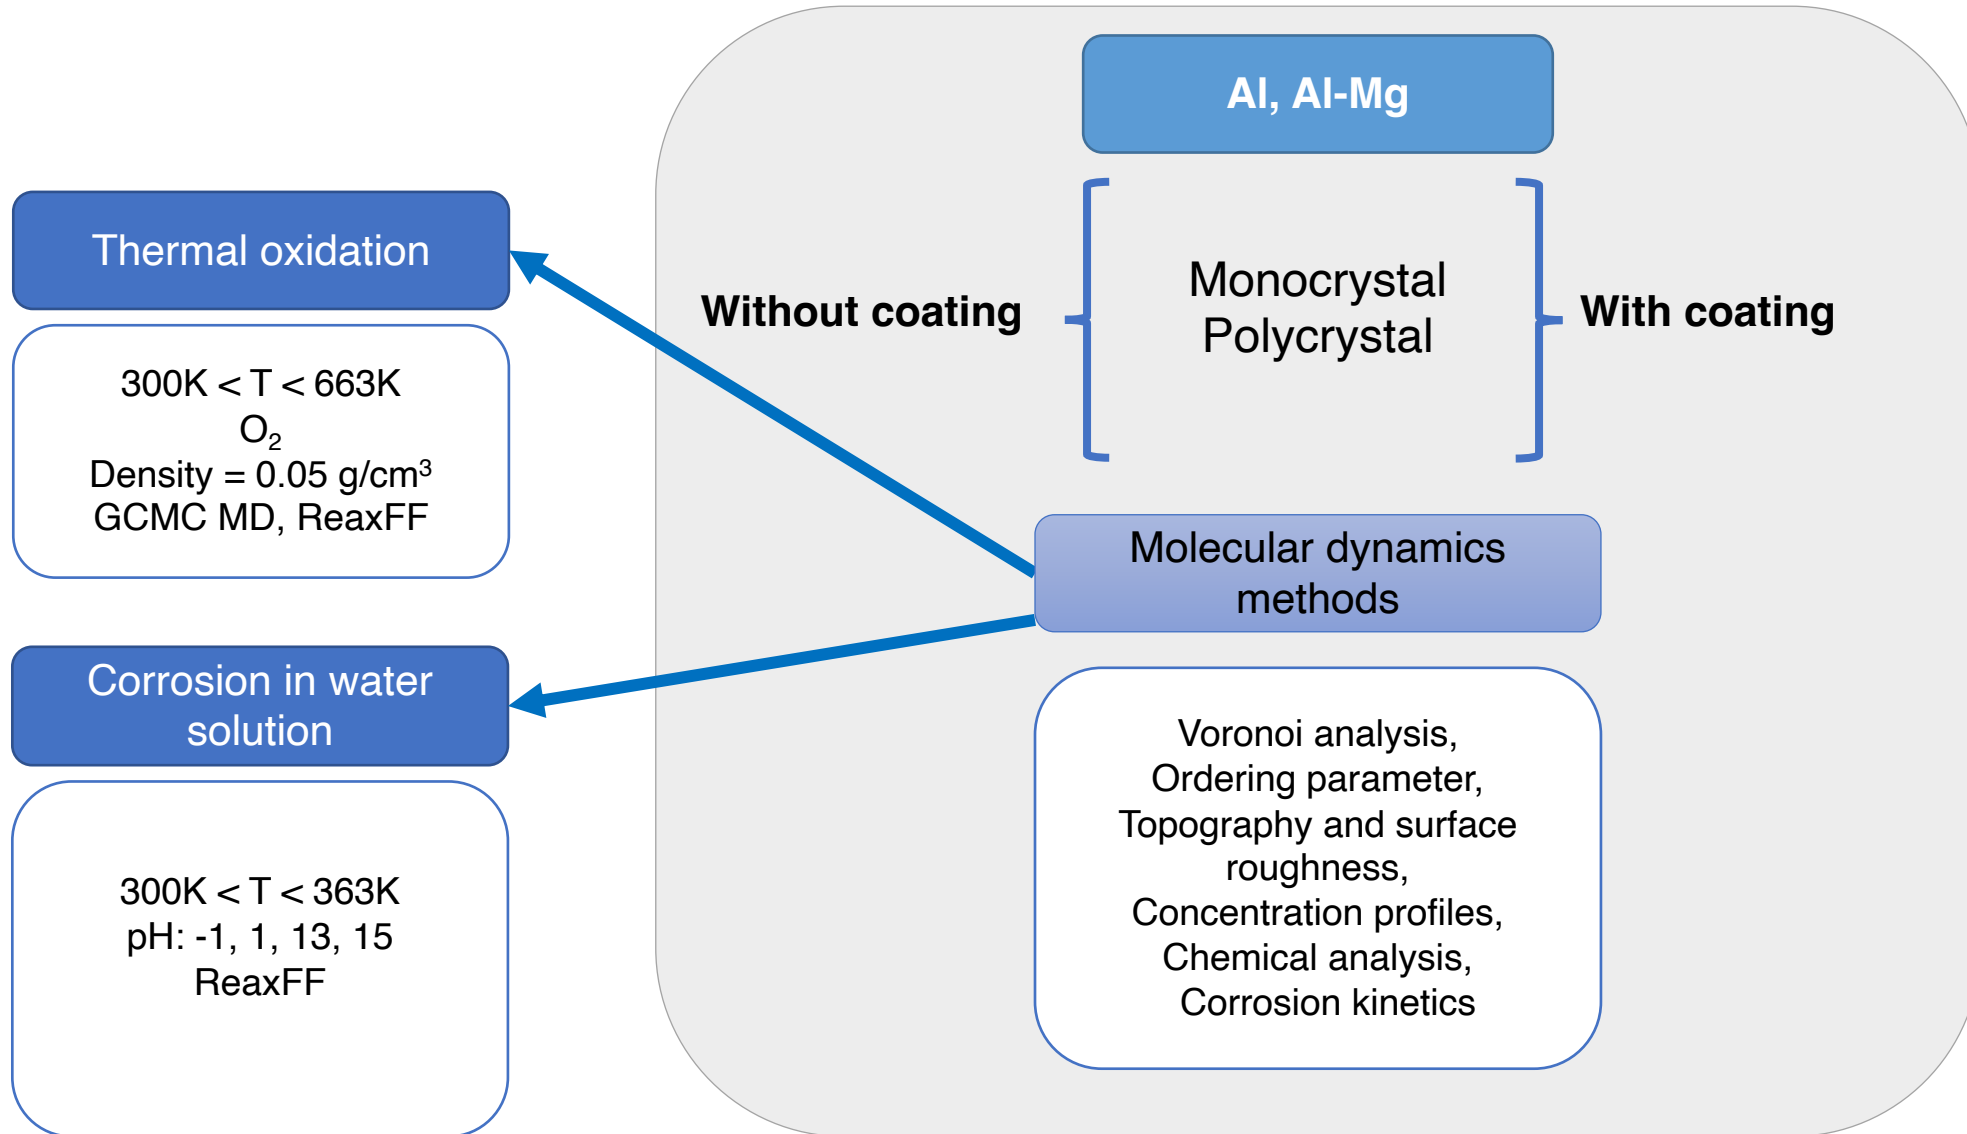 Al, Al-Mg
Thermal oxidation
Without coating
Monocrystal
Polycrystal
With coating
300K < T < 663K
O₂
Density = 0.05 g/cm³
GCMC MD, ReaxFF
Molecular dynamics
methods
Corrosion in water
solution
300K < T < 363K
pH: -1, 1, 13, 15
ReaxFF
Voronoi analysis,
Ordering parameter,
Topography and surface
roughness,
Concentration profiles,
Chemical analysis,
Corrosion kinetics